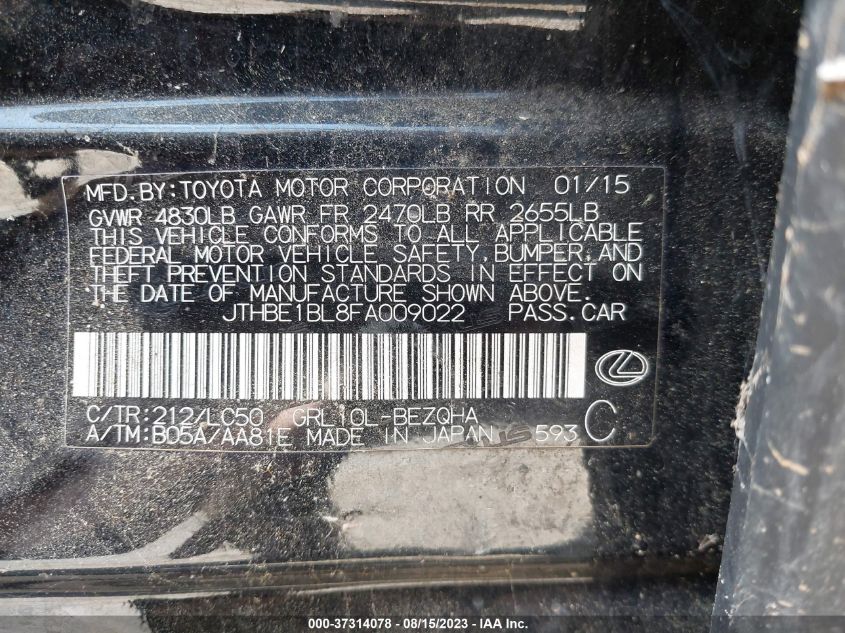 MFD.BY:TOYOTA MOTOR CORPORATION 01/15
GVWR 4830LB GAWR FR 2470LB RR 2655LB
THIS VEHICLE CONFORMS TO ALL APPLICABLE
FEDERAL MOTOR VEHICLE SAFETY,BUMPER,AND
THEFT PREVENTION STANDARDS IN EFFECT ON
THE DATE OF MANUFACTURE SHOWN ABOVE.
JTHBE1BL8FA009022 PASS.CAR
C/TR:212/LC50 GRL10L-BEZQHA
A/TM:B05A/AA81E MADE IN JAPAN 593 C
000-37314078 - 08/15/2023 - IAA Inc.